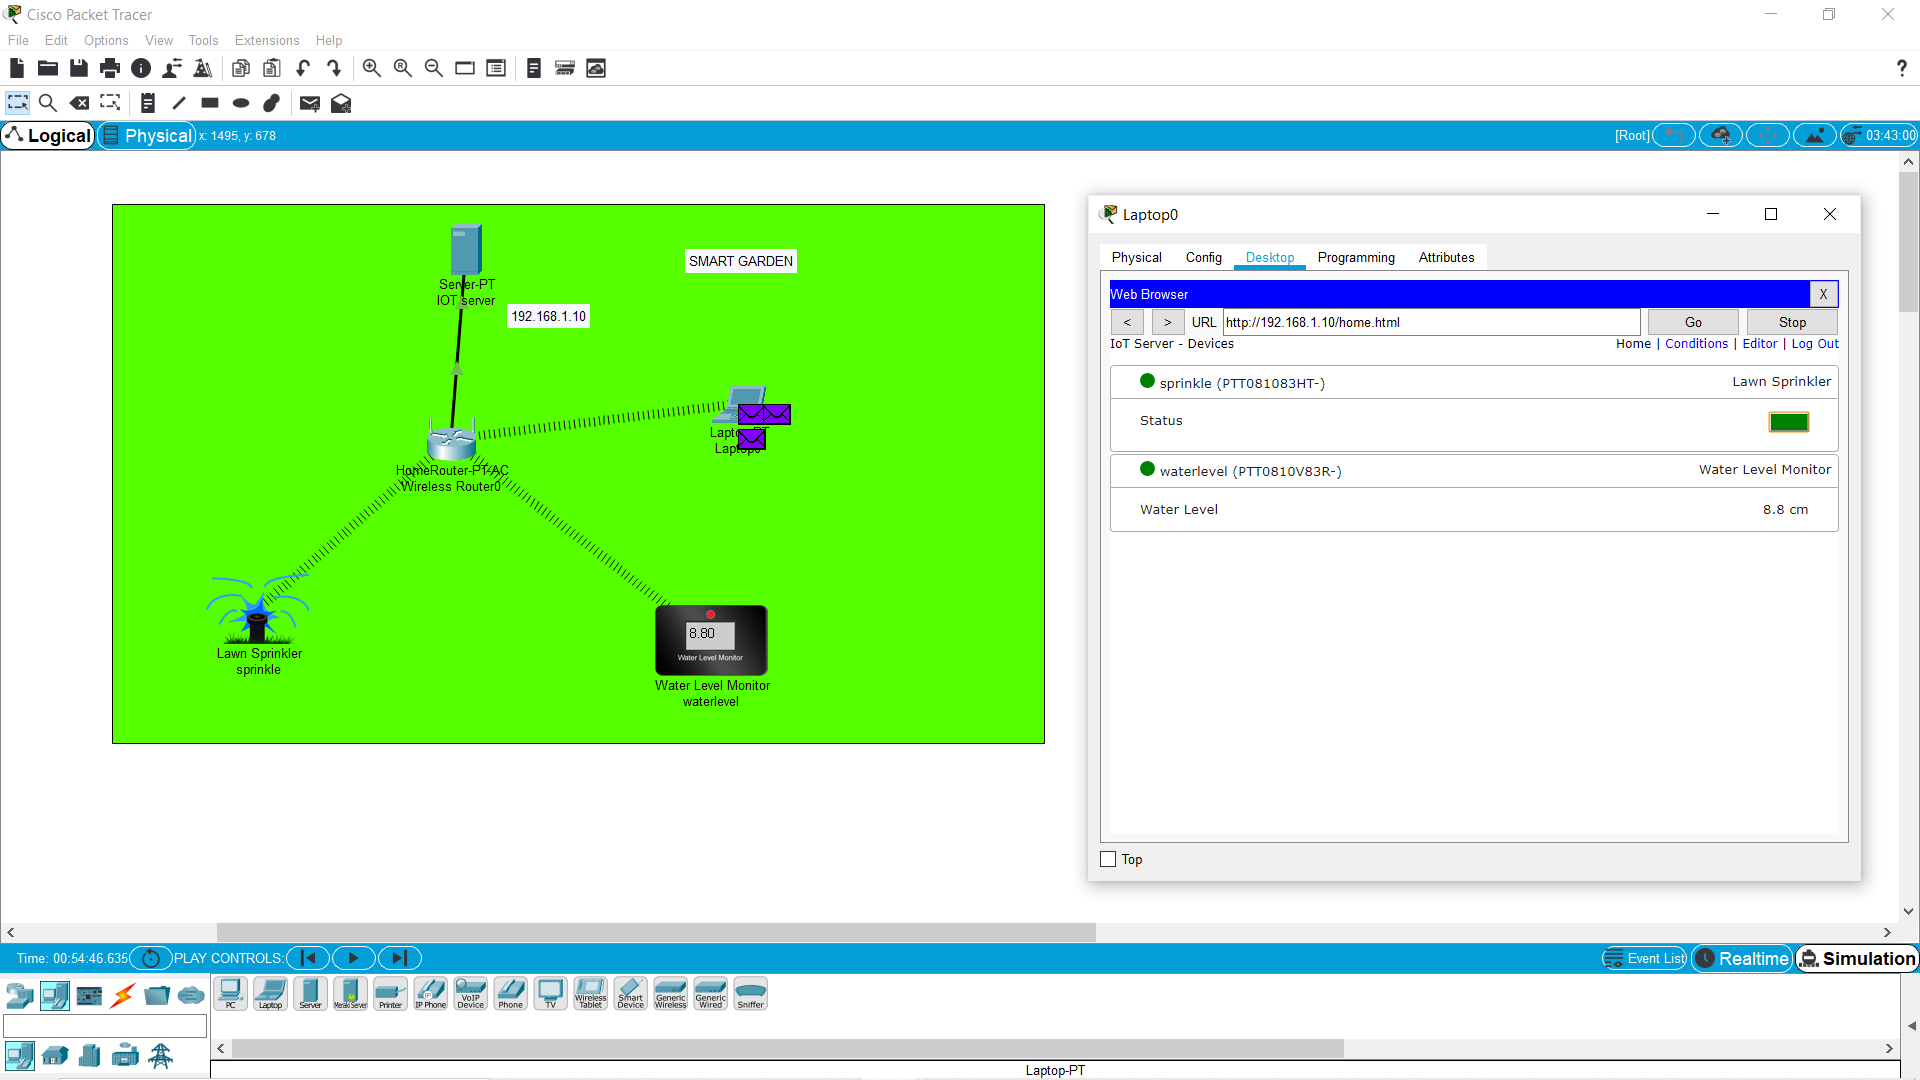 Cisco Packet Tracer
File Edit Options View Tools Extensions Help
?
Logical Physical x: 1495, y: 678 [Root] 03:43:00
SMART GARDEN
Server-PT
IOT server
192.168.1.10
HomeRouter-PT-AC
Wireless Router0
Laptop0
Lawn Sprinkler
sprinkle
8.80
Water Level Monitor
Water Level Monitor
waterlevel
Laptop0
Physical Config Desktop Programming Attributes
Web Browser X
< > URL http://192.168.1.10/home.html Go Stop
IoT Server - Devices Home | Conditions | Editor | Log Out
sprinkle (PTT081083HT-) Lawn Sprinkler
Status
waterlevel (PTT0810V83R-) Water Level Monitor
Water Level 8.8 cm
Top
Time: 00:54:46.635 PLAY CONTROLS: Event List Realtime Simulation
PC Laptop Server Meraki Server Printer IP Phone VoIP Device Phone TV Wireless Tablet Smart Device Generic Wireless Generic Wired Sniffer
Laptop-PT